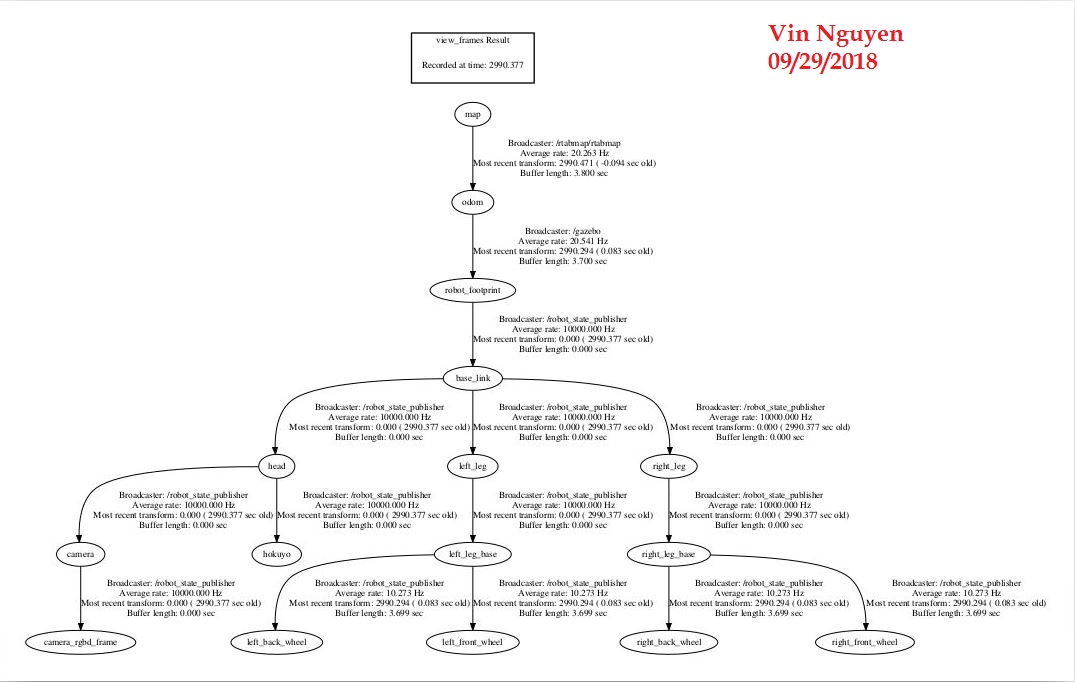 Vin Nguyen
09/29/2018
view_frames Result
Recorded at time: 2990.377
map
Broadcaster: /rtabmap/rtabmap
Average rate: 20.263 Hz
Most recent transform: 2990.471 ( -0.094 sec old)
Buffer length: 3.800 sec
odom
Broadcaster: /gazebo
Average rate: 20.541 Hz
Most recent transform: 2990.294 ( 0.083 sec old)
Buffer length: 3.700 sec
robot_footprint
Broadcaster: /robot_state_publisher
Average rate: 10000.000 Hz
Most recent transform: 0.000 ( 2990.377 sec old)
Buffer length: 0.000 sec
base_link
Broadcaster: /robot_state_publisher
Average rate: 10000.000 Hz
Most recent transform: 0.000 ( 2990.377 sec old)
Buffer length: 0.000 sec
Broadcaster: /robot_state_publisher
Average rate: 10000.000 Hz
Most recent transform: 0.000 ( 2990.377 sec old)
Buffer length: 0.000 sec
Broadcaster: /robot_state_publisher
Average rate: 10000.000 Hz
Most recent transform: 0.000 ( 2990.377 sec old)
Buffer length: 0.000 sec
head
left_leg
right_leg
Broadcaster: /robot_state_publisher
Average rate: 10000.000 Hz
Most recent transform: 0.000 ( 2990.377 sec old)
Buffer length: 0.000 sec
Broadcaster: /robot_state_publisher
Average rate: 10000.000 Hz
Most recent transform: 0.000 ( 2990.377 sec old)
Buffer length: 0.000 sec
Broadcaster: /robot_state_publisher
Average rate: 10000.000 Hz
Most recent transform: 0.000 ( 2990.377 sec old)
Buffer length: 0.000 sec
Broadcaster: /robot_state_publisher
Average rate: 10000.000 Hz
Most recent transform: 0.000 ( 2990.377 sec old)
Buffer length: 0.000 sec
camera
hokuyo
left_leg_base
right_leg_base
Broadcaster: /robot_state_publisher
Average rate: 10000.000 Hz
Most recent transform: 0.000 ( 2990.377 sec old)
Buffer length: 0.000 sec
Broadcaster: /robot_state_publisher
Average rate: 10.273 Hz
Most recent transform: 2990.294 ( 0.083 sec old)
Buffer length: 3.699 sec
Broadcaster: /robot_state_publisher
Average rate: 10.273 Hz
Most recent transform: 2990.294 ( 0.083 sec old)
Buffer length: 3.699 sec
Broadcaster: /robot_state_publisher
Average rate: 10.273 Hz
Most recent transform: 2990.294 ( 0.083 sec old)
Buffer length: 3.699 sec
Broadcaster: /robot_state_publisher
Average rate: 10.273 Hz
Most recent transform: 2990.294 ( 0.083 sec old)
Buffer length: 3.699 sec
camera_rgbd_frame
left_back_wheel
left_front_wheel
right_back_wheel
right_front_wheel